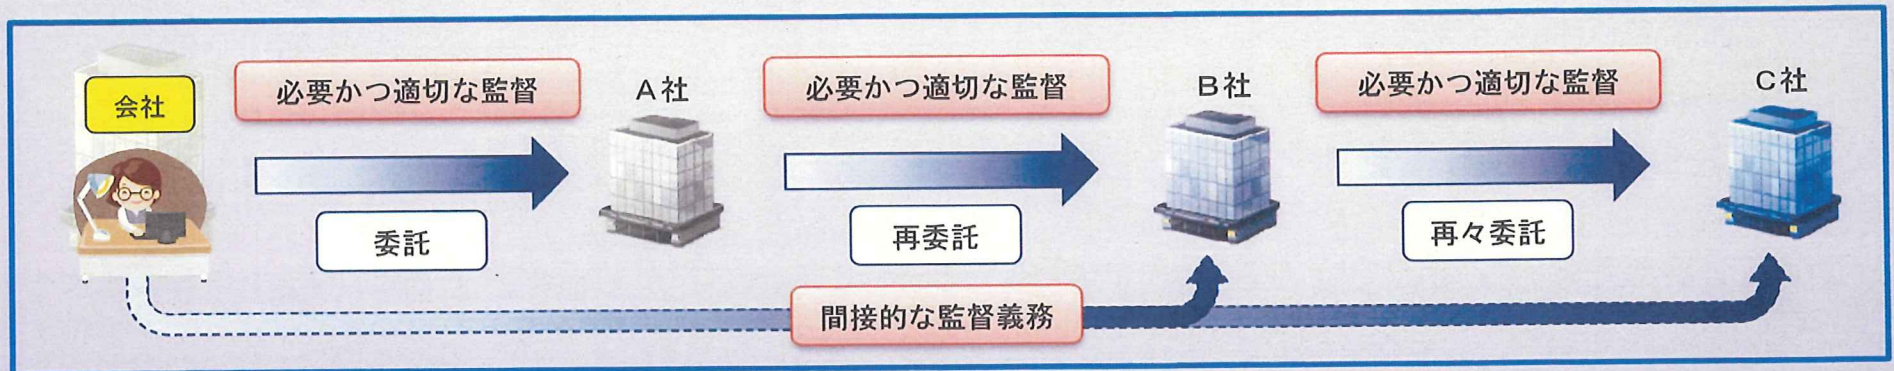 会社
必要かつ適切な監督
A社
必要かつ適切な監督
B社
必要かつ適切な監督
C社
委託
再委託
再々委託
間接的な監督義務